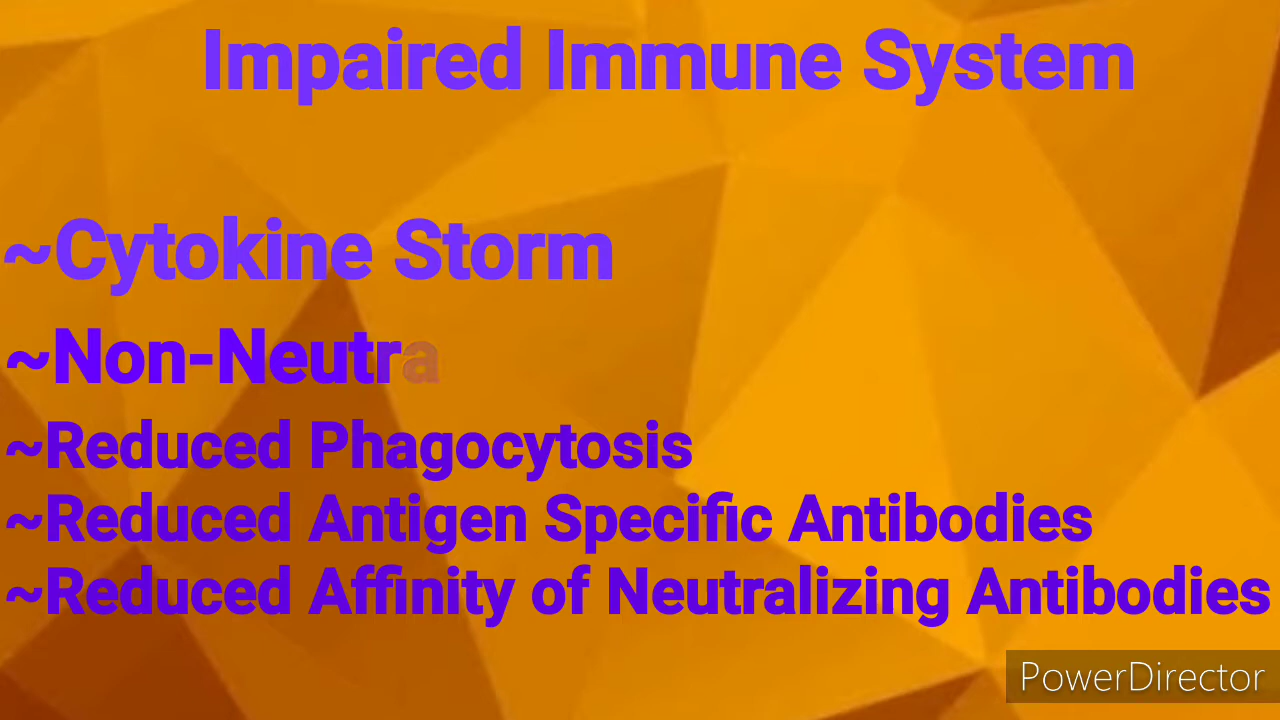 Impaired Immune System
~Cytokine Storm
~Non-Neutra
~Reduced Phagocytosis
~Reduced Antigen Specific Antibodies
~Reduced Affinity of Neutralizing Antibodies
PowerDirector